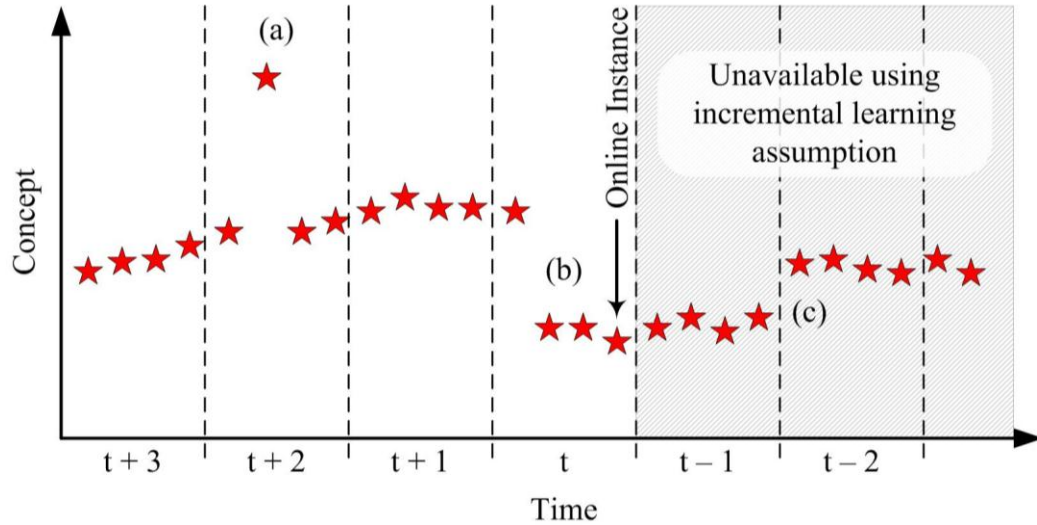 (a)
Online Instance
Unavailable using
incremental learning
assumption
Concept
(b)
(c)
t + 3
t + 2
t + 1
t
t – 1
t – 2
Time